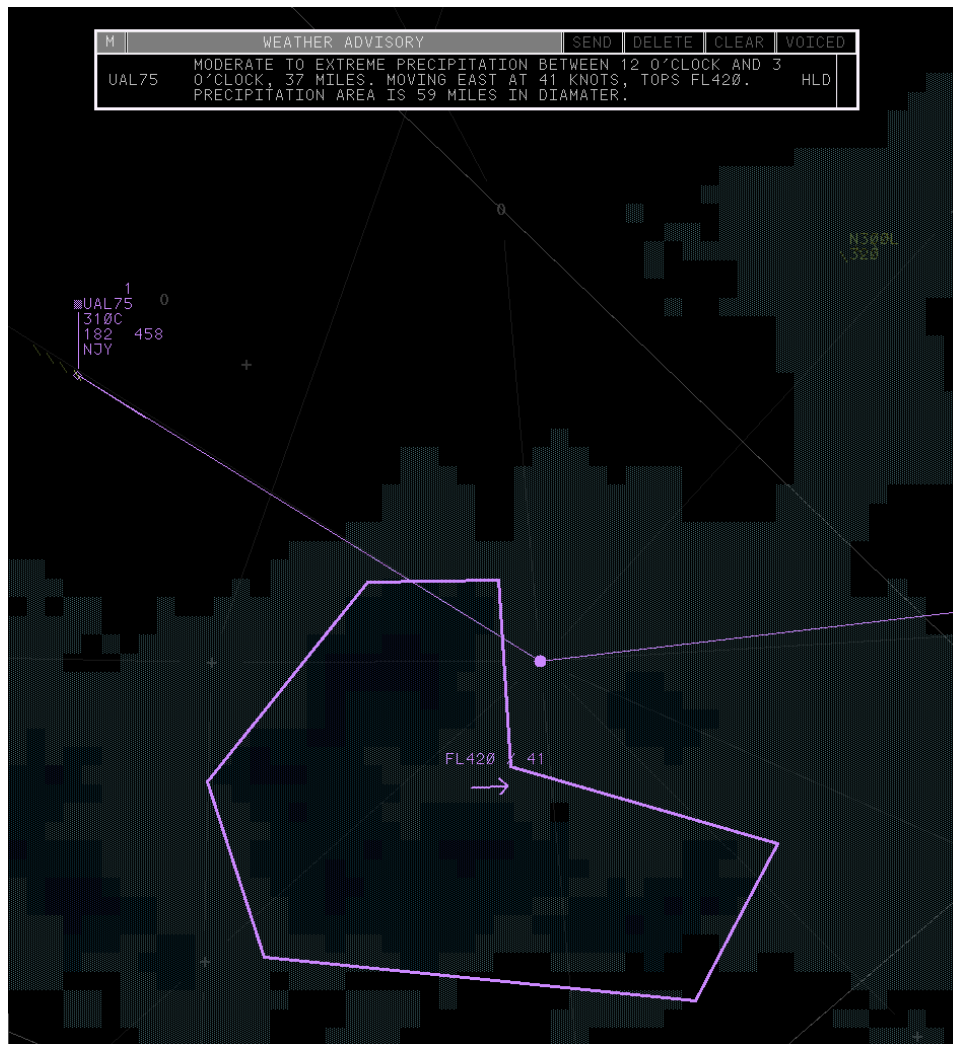 M WEATHER ADVISORY SEND DELETE CLEAR VOICED
MODERATE TO EXTREME PRECIPITATION BETWEEN 12 O'CLOCK AND 3
UAL75 O'CLOCK, 37 MILES. MOVING EAST AT 41 KNOTS, TOPS FL420. HLD
PRECIPITATION AREA IS 59 MILES IN DIAMATER.
0
N300L
320
1
0
UAL75
310C
182 458
NJY
FL420 / 41